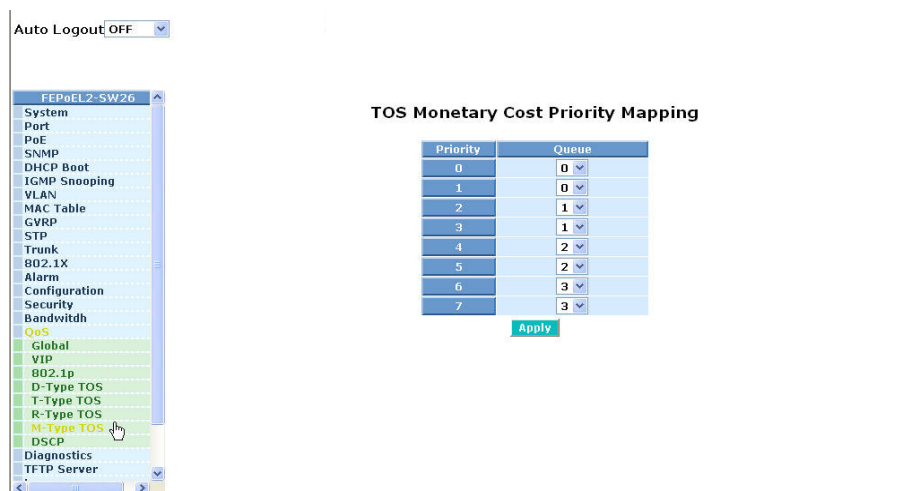 Auto Logout OFF
FEPoEL2-SW26
System
Port
PoE
SNMP
DHCP Boot
IGMP Snooping
VLAN
MAC Table
GVRP
STP
Trunk
802.1X
Alarm
Configuration
Security
Bandwitdh
QoS
Global
VIP
802.1p
D-Type TOS
T-Type TOS
R-Type TOS
M-Type TOS
DSCP
Diagnostics
TFTP Server
TOS Monetary Cost Priority Mapping
Priority Queue
0 0
1 0
2 1
3 1
4 2
5 2
6 3
7 3
Apply